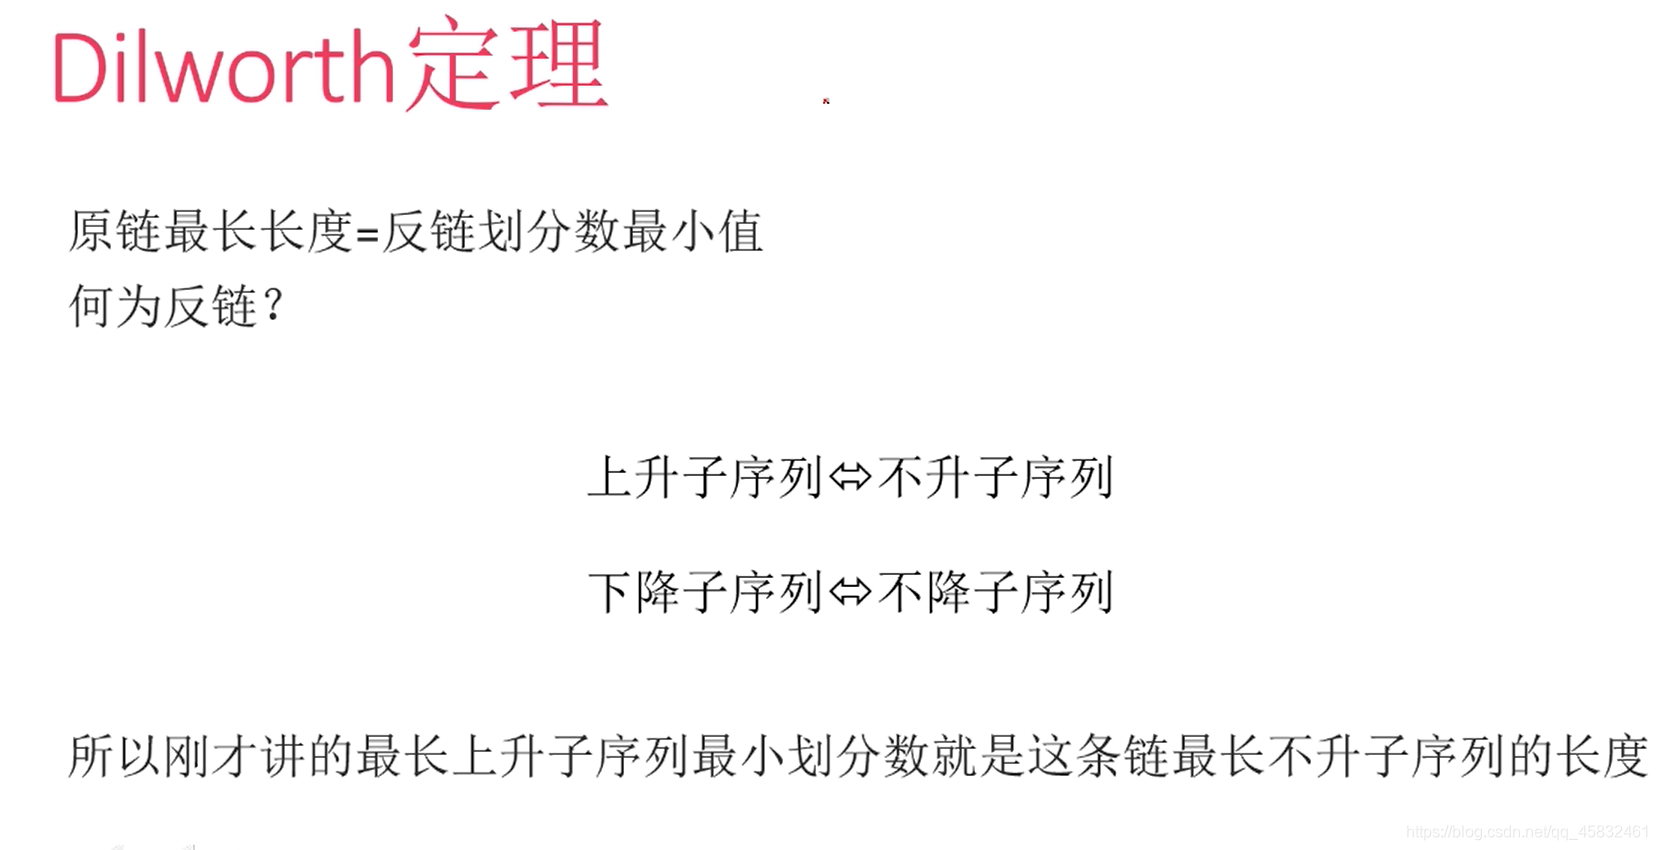 Dilworth定理
原链最长长度=反链划分数最小值
何为反链？
上升子序列⇔不升子序列
下降子序列⇔不降子序列
所以刚才讲的最长上升子序列最小划分数就是这条链最长不升子序列的长度
https://blog.csdn.net/qq_45832461